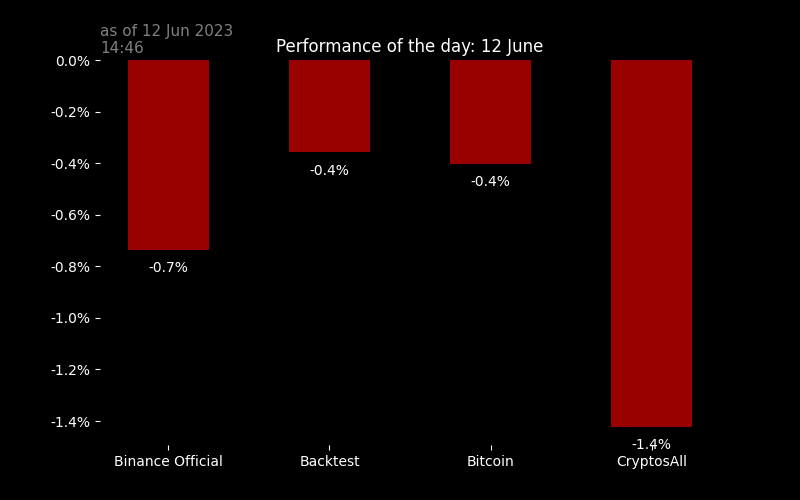 as of 12 Jun 2023
14:46
Performance of the day: 12 June
0.0%
-0.2%
-0.4%
-0.6%
-0.8%
-1.0%
-1.2%
-1.4%
-0.7%
-0.4%
-0.4%
-1.4%
Binance Official
Backtest
Bitcoin
CryptosAll